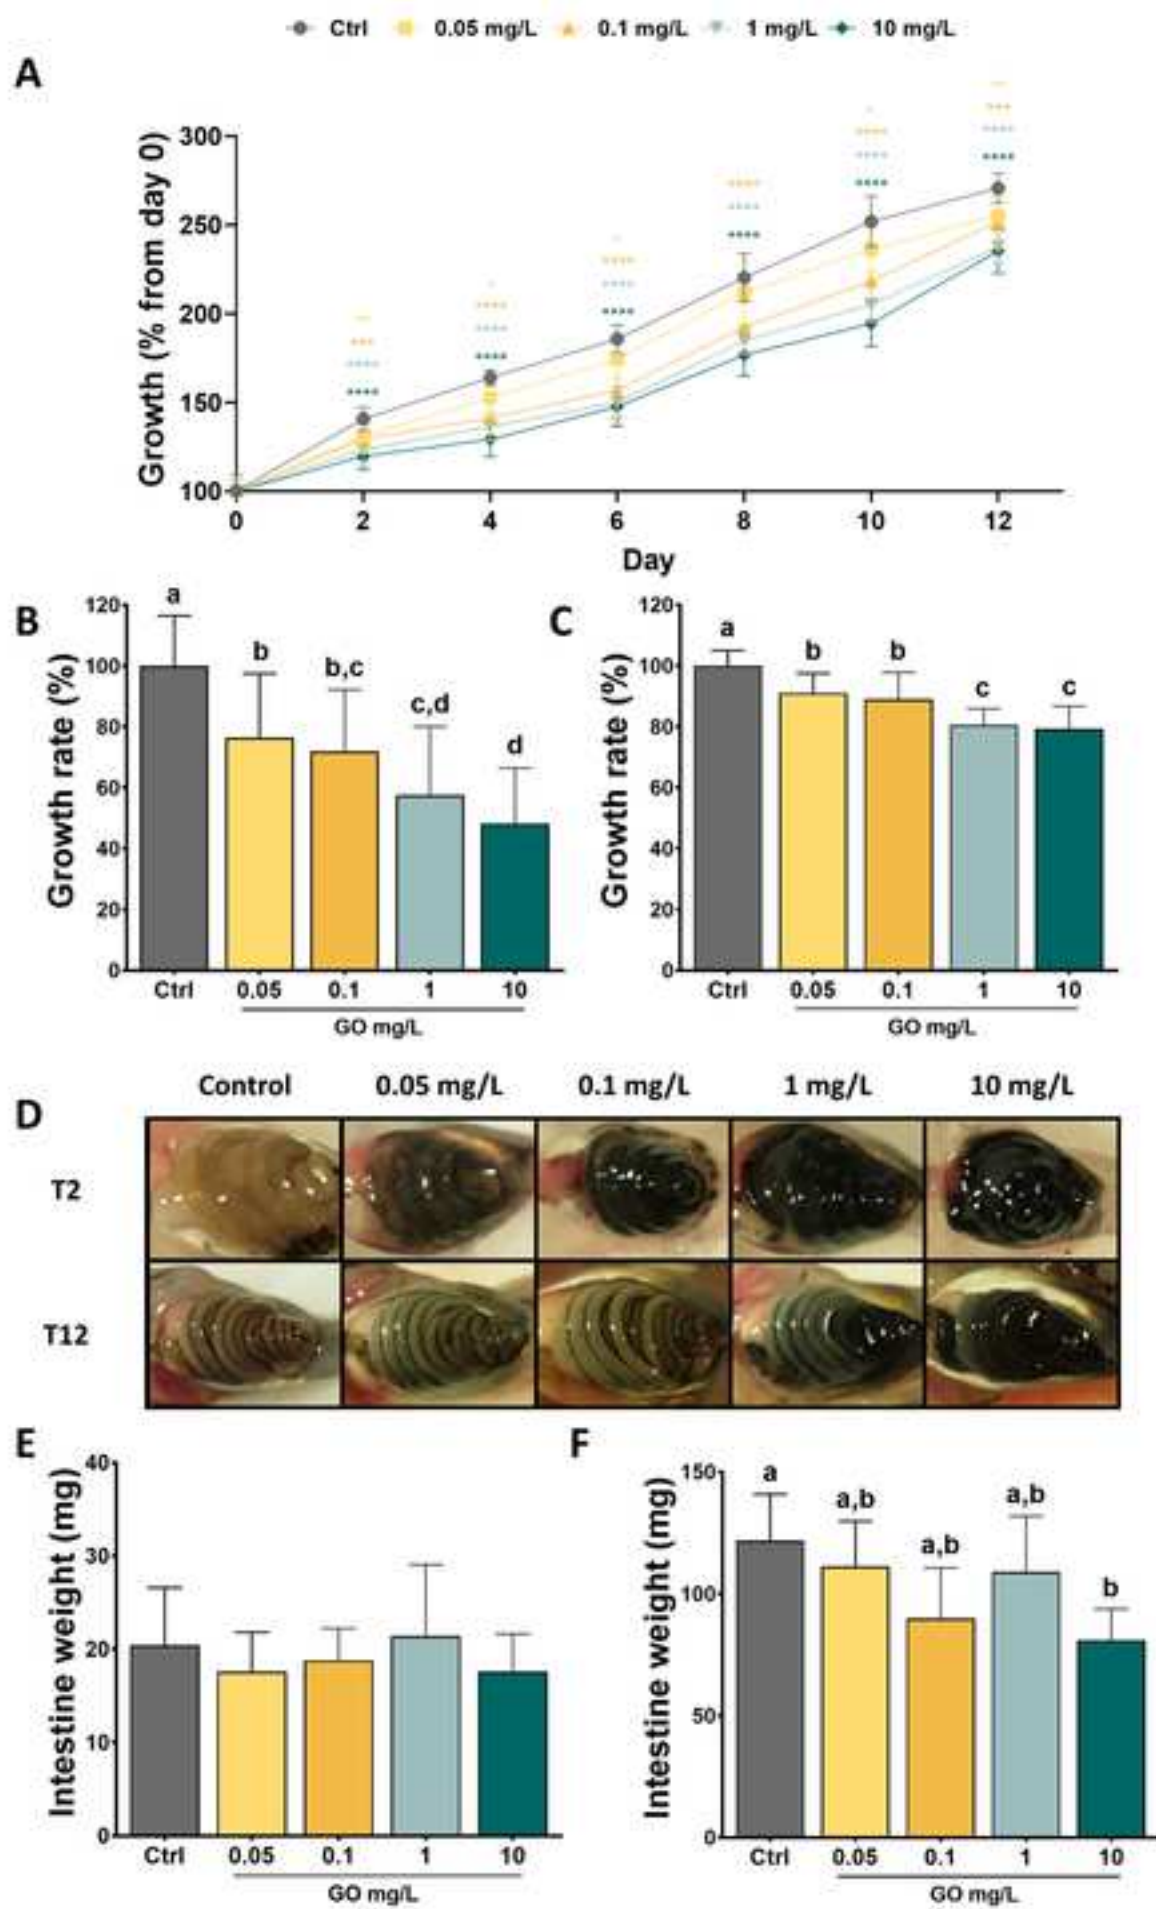 Ctrl 0.05 mg/L 0.1 mg/L 1 mg/L 10 mg/L
A
Growth (% from day 0)
300
250
200
150
100
0 2 4 6 8 10 12
Day
B
Growth rate (%)
120
100
80
60
40
20
0
a
b
b,c
c,d
d
Ctrl 0.05 0.1 1 10
GO mg/L
C
Growth rate (%)
120
100
80
60
40
20
0
a
b
b
c
c
Ctrl 0.05 0.1 1 10
GO mg/L
D
Control 0.05 mg/L 0.1 mg/L 1 mg/L 10 mg/L
T2
T12
E
Intestine weight (mg)
40
30
20
10
0
Ctrl 0.05 0.1 1 10
GO mg/L
F
Intestine weight (mg)
150
100
50
0
a
a,b
a,b
a,b
b
Ctrl 0.05 0.1 1 10
GO mg/L